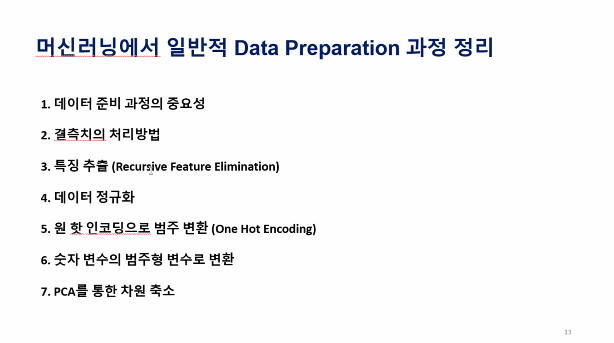 머신러닝에서 일반적 Data Preparation 과정 정리
1. 데이터 준비 과정의 중요성
2. 결측치의 처리방법
3. 특징 추출 (Recursive Feature Elimination)
4. 데이터 정규화
5. 원 핫 인코딩으로 범주 변환 (One Hot Encoding)
6. 숫자 변수의 범주형 변수로 변환
7. PCA를 통한 차원 축소
13